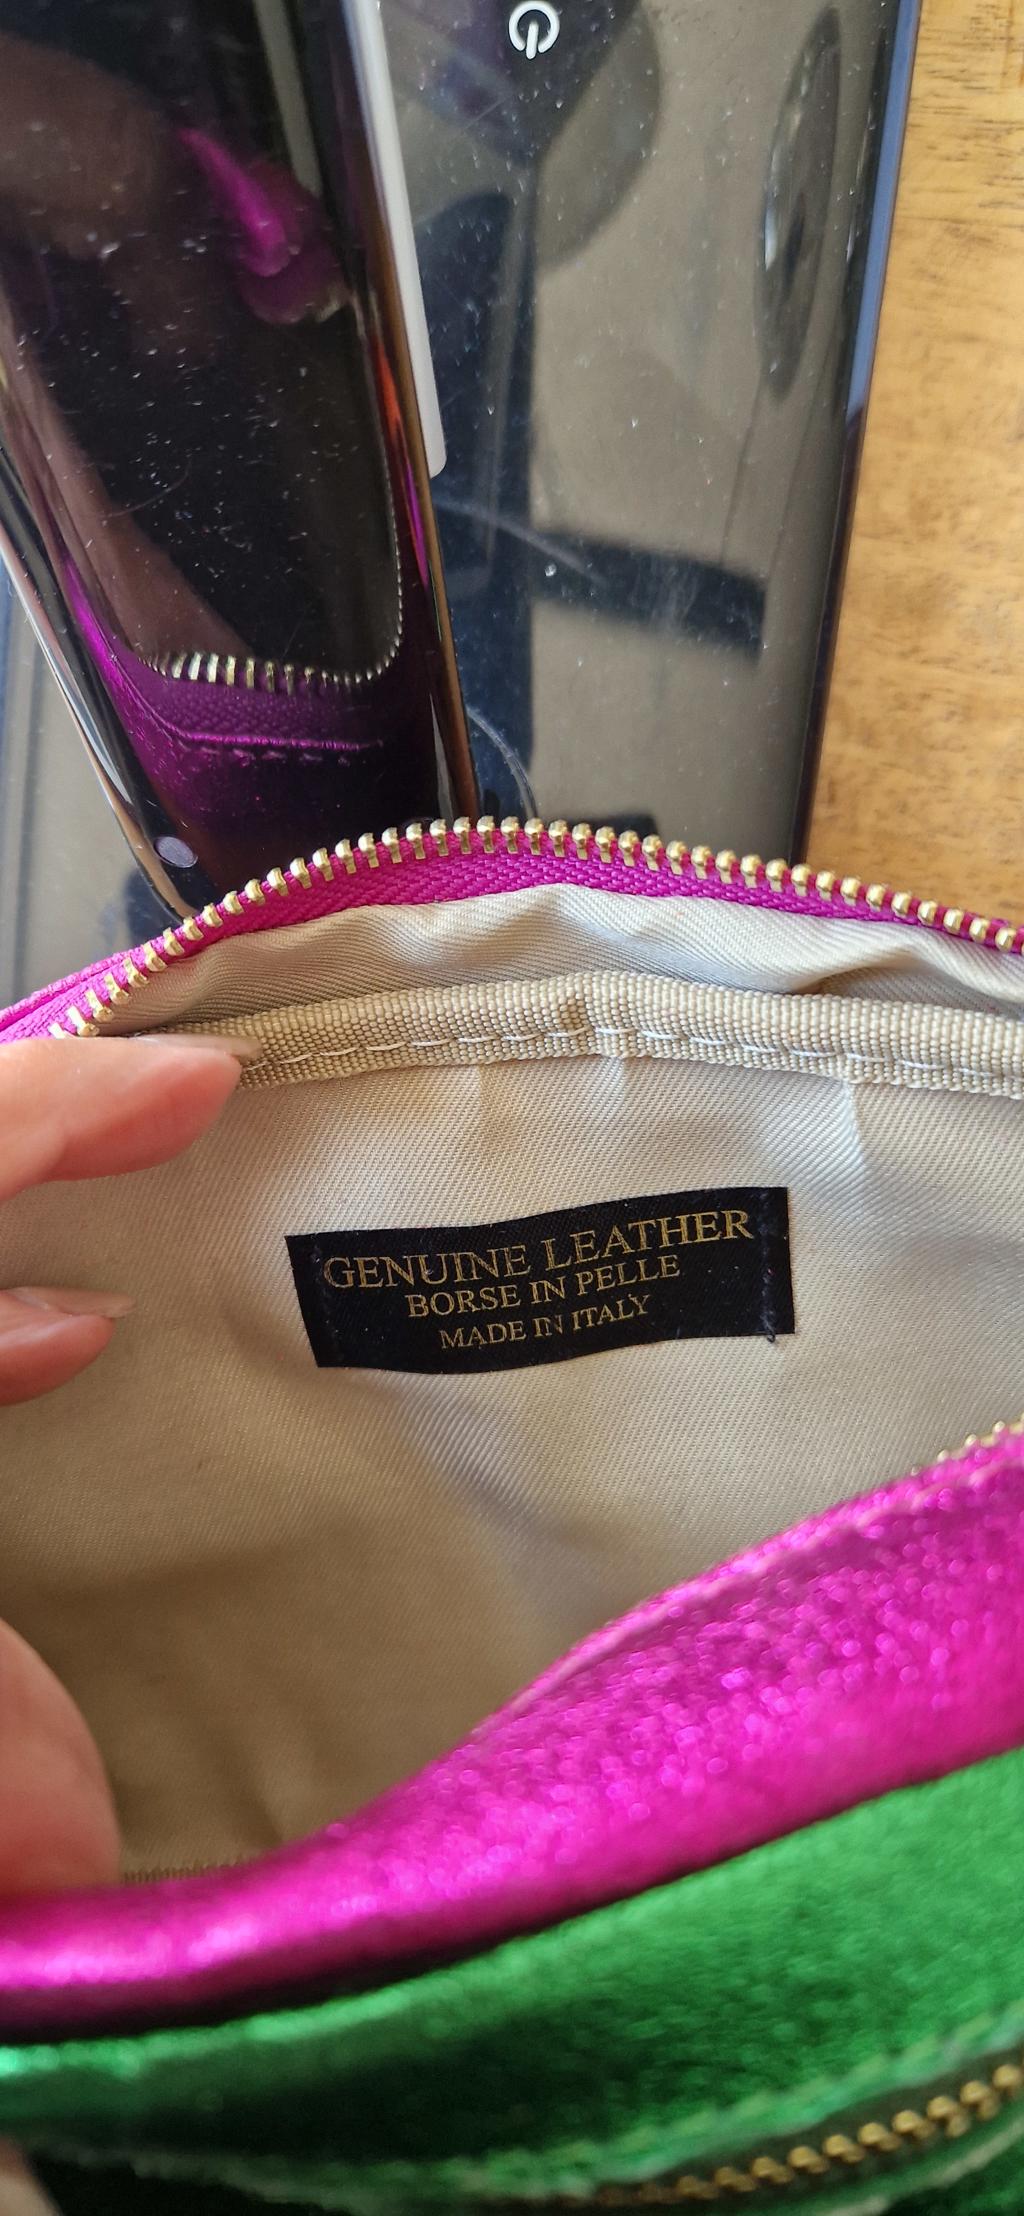 GENUINE LEATHER
BORSE IN PELLE
MADE IN ITALY